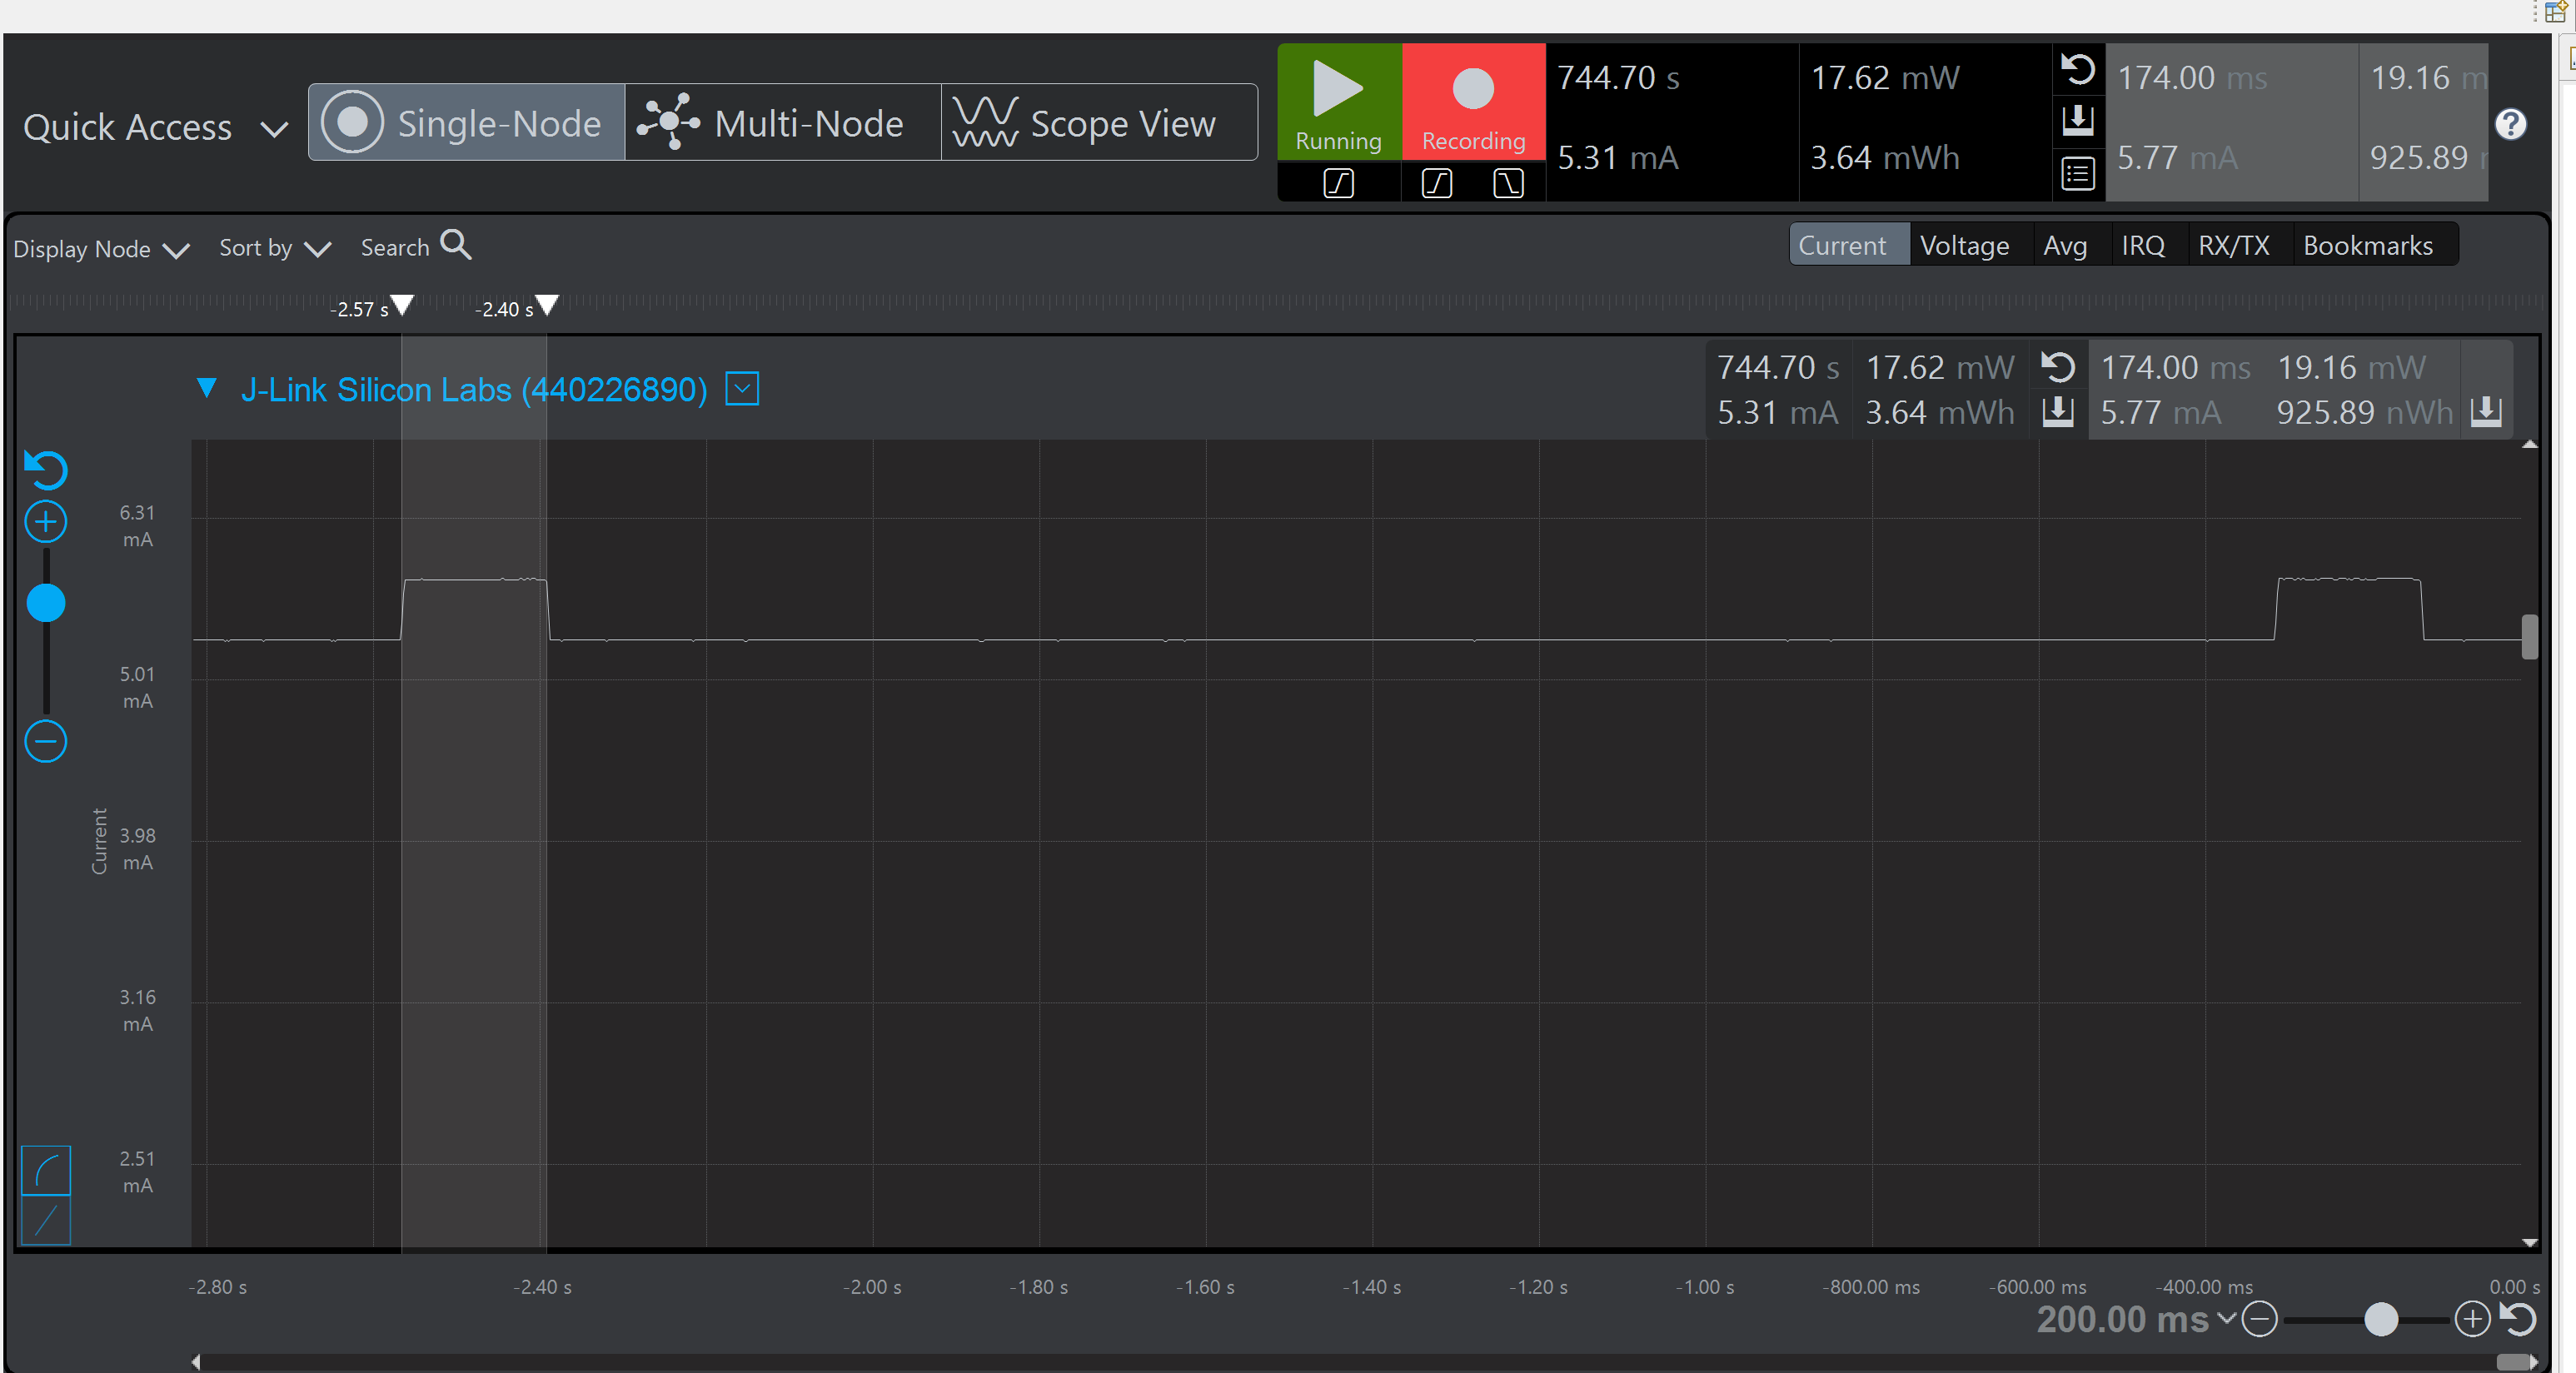 Quick Access
Single-Node
Multi-Node
Scope View
Running
Recording
744.70 s
17.62 mW
5.31 mA
3.64 mWh
174.00 ms
19.16 m
5.77 mA
925.89
Display Node
Sort by
Search
Current
Voltage
Avg
IRQ
RX/TX
Bookmarks
-2.57 s
-2.40 s
J-Link Silicon Labs (440226890)
744.70 s
17.62 mW
5.31 mA
3.64 mWh
174.00 ms
19.16 mW
5.77 mA
925.89 nWh
6.31
mA
5.01
mA
Current
3.98
mA
3.16
mA
2.51
mA
-2.80 s
-2.40 s
-2.00 s
-1.80 s
-1.60 s
-1.40 s
-1.20 s
-1.00 s
-800.00 ms
-600.00 ms
-400.00 ms
0.00 s
200.00 ms